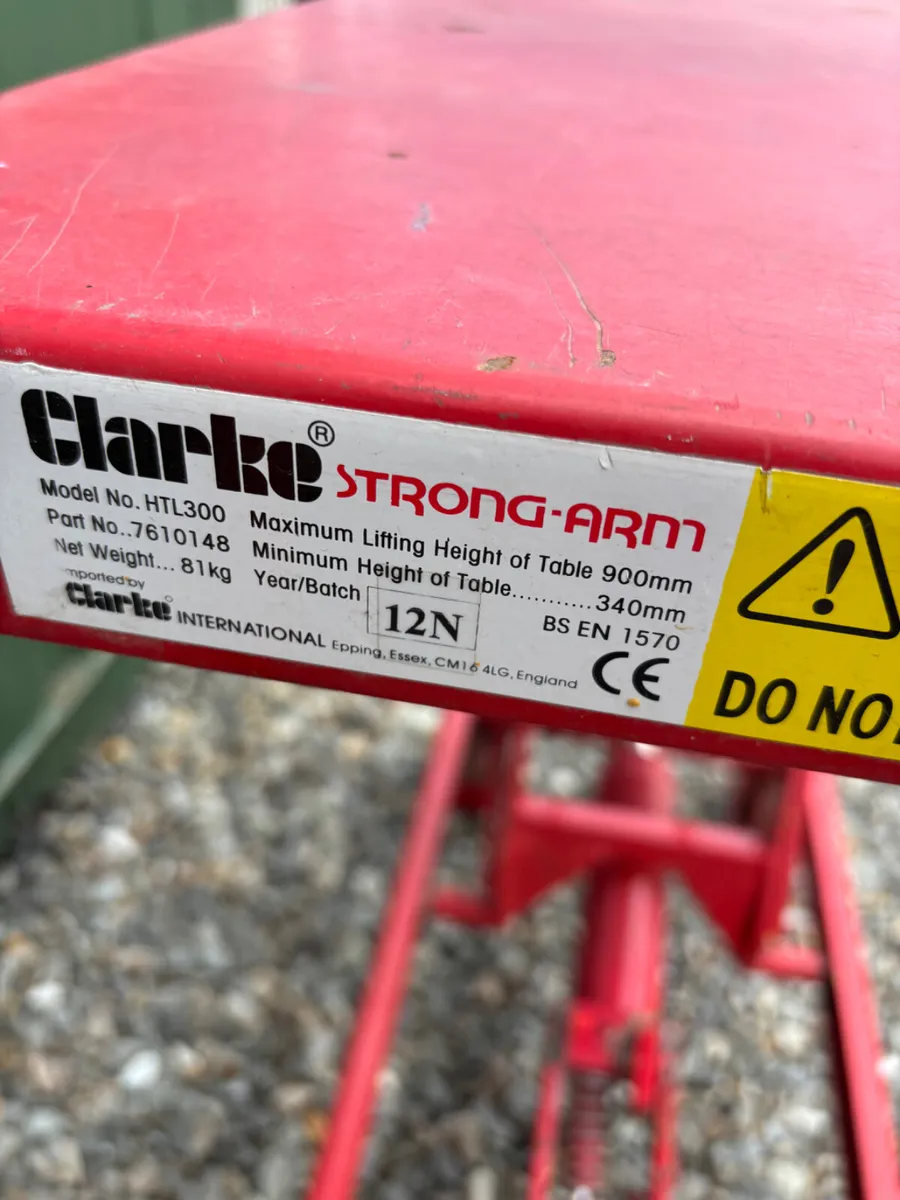 Clarke® STRONG-ARM
Model No. HTL300
Part No..7610148
Net Weight... 81kg
Maximum Lifting Height of Table 900mm
Minimum Height of Table........... 340mm
Year/Batch 12N
BS EN 1570
mported by
Clarke INTERNATIONAL Epping, Essex, CM16 4LG, England
CE
DO NO